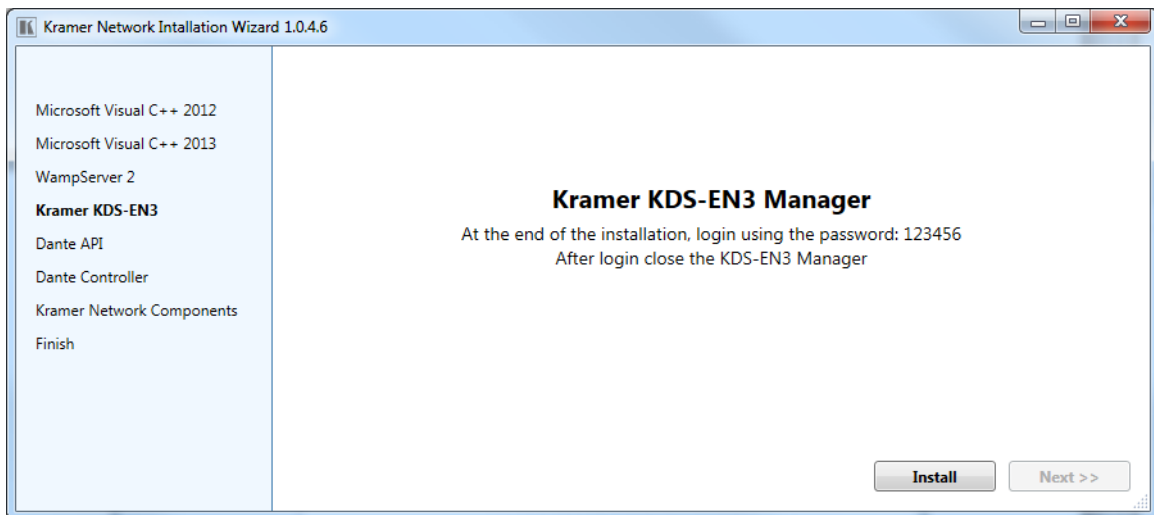 Kramer Network Intallation Wizard 1.0.4.6
Microsoft Visual C++ 2012
Microsoft Visual C++ 2013
WampServer 2
Kramer KDS-EN3
Dante API
Dante Controller
Kramer Network Components
Finish
Kramer KDS-EN3 Manager
At the end of the installation, login using the password: 123456
After login close the KDS-EN3 Manager
Install
Next >>